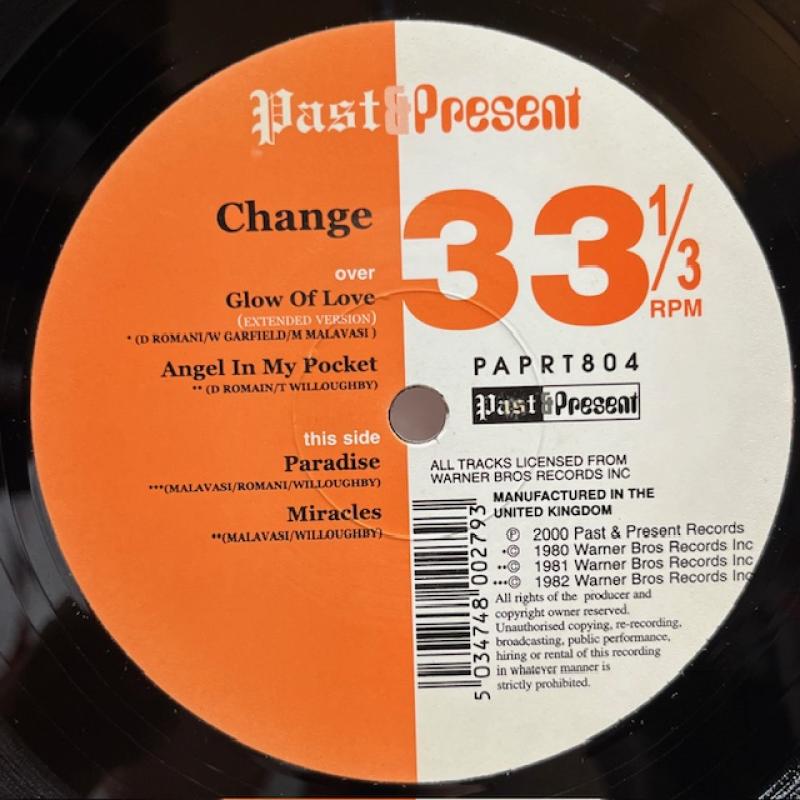 Past&Present
Change
33 1/3
RPM
over
Glow Of Love
(EXTENDED VERSION)
* (D ROMANI/W GARFIELD/M MALAVASI )
Angel In My Pocket
** (D ROMAIN/T WILLOUGHBY)
this side
Paradise
***(MALAVASI/ROMANI/WILLOUGHBY)
Miracles
**(MALAVASI/WILLOUGHBY)
PAPRT804
Past&Present
ALL TRACKS LICENSED FROM
WARNER BROS RECORDS INC
MANUFACTURED IN THE
UNITED KINGDOM
℗ 2000 Past & Present Records
•© 1980 Warner Bros Records Inc
••© 1981 Warner Bros Records Inc
•••© 1982 Warner Bros Records Inc
All rights of the producer and
copyright owner reserved.
Unauthorised copying, re-recording,
broadcasting, public performance,
hiring or rental of this recording
in whatever manner is
strictly prohibited.
5 034748 002793